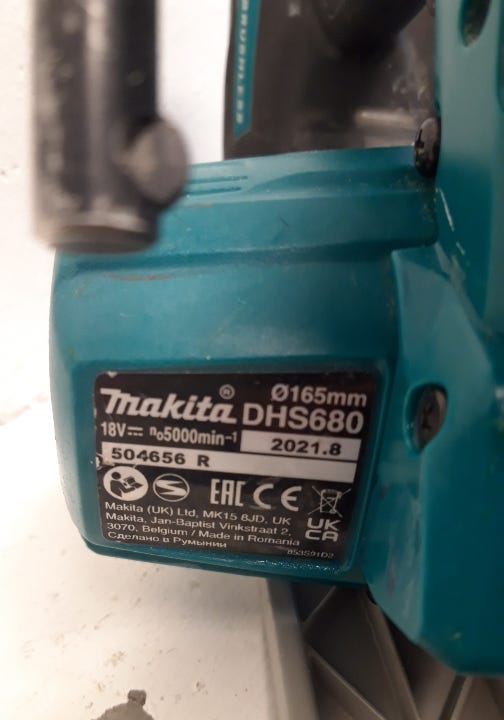 BRUSHLESS
makita® Ø165mm
DHS680
18V⎓ n₀5000min⁻¹ 2021.8
504656 R
EAC CE
UK CA
Makita (UK) Ltd, MK15 8JD, UK
Makita, Jan-Baptist Vinkstraat 2,
3070, Belgium / Made in Romania
Сделано в Румынии
853S91D2